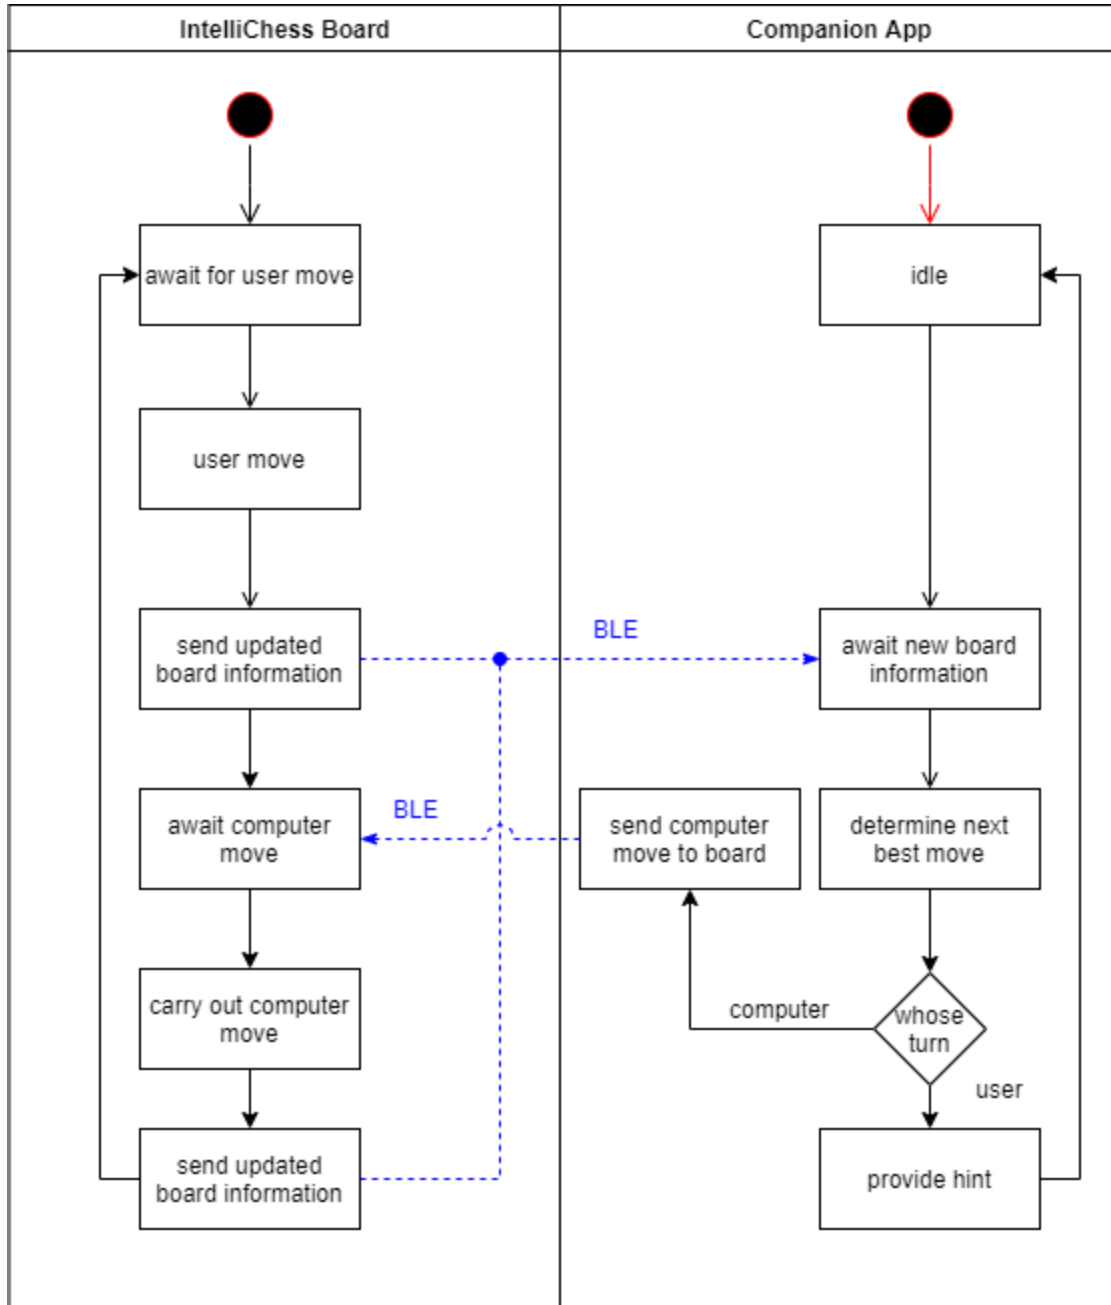 IntelliChess Board
Companion App
await for user move
idle
user move
send updated
board information
BLE
await new board
information
await computer
move
BLE
send computer
move to board
determine next
best move
carry out computer
move
computer
whose
turn
user
send updated
board information
provide hint